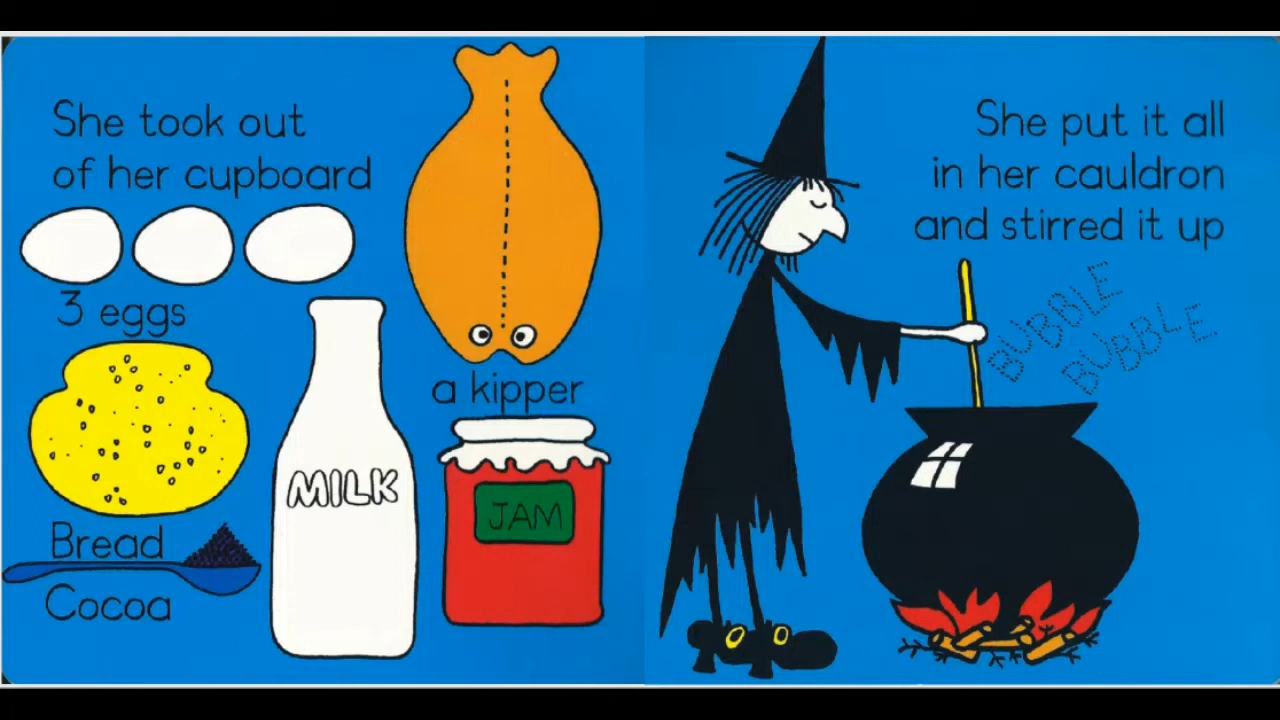 She took out
of her cupboard
3 eggs
a kipper
MILK
JAM
Bread
Cocoa
She put it all
in her cauldron
and stirred it up
BUBBLE
BUBBLE